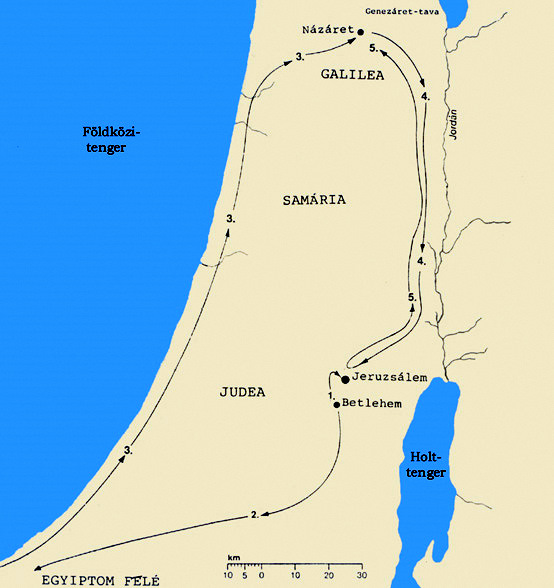 Genezáret-tava
Názáret
3.
5.
GALILEA
4.
Jordán
Földközi-
tenger
SAMÁRIA
3.
4.
5.
Jeruzsálem
JUDEA
1.
Betlehem
3.
Holt-
tenger
2.
km
EGYIPTOM FELÉ
10 5 0 10 20 30